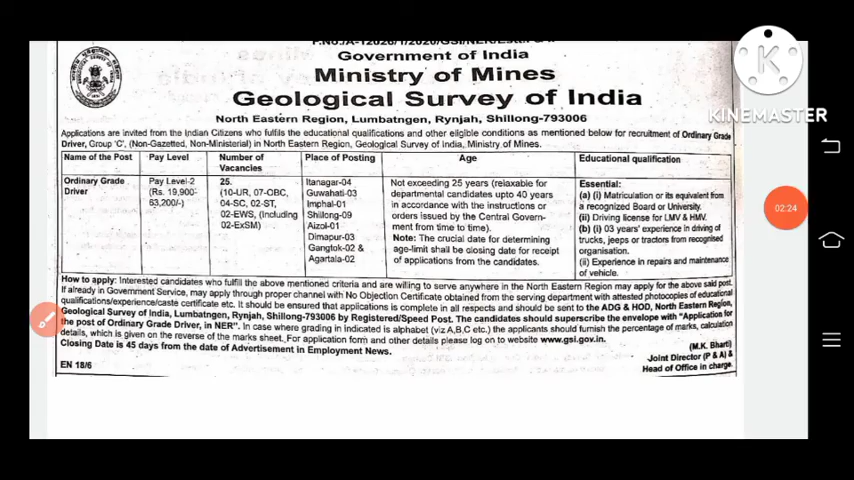 Government of India
Ministry of Mines
Geological Survey of India
North Eastern Region, Lumbatngen, Rynjah, Shillong-793006
Applications are invited from the Indian Citizens who fulfils the educational qualifications and other eligible conditions as mentioned below for recruitment of Ordinary Grade
Driver, Group 'C', (Non-Gazetted, Non-Ministerial) in North Eastern Region, Geological Survey of India, Ministry of Mines.
Name of the Post Pay Level Number of Vacancies Place of Posting Age Educational qualification
Ordinary Grade
Driver
Pay Level-2
(Rs. 19,900-
63,200/-)
25.
(10-UR, 07-OBC,
04-SC, 02-ST,
02-EWS, (Including
02-ExSM)
Itanagar-04
Guwahati-03
Imphal-01
Shillong-09
Aizol-01
Dimapur-03
Gangtok-02 &
Agartala-02
Not exceeding 25 years (relaxable for
departmental candidates upto 40 years
in accordance with the instructions or
orders issued by the Central Govern-
ment from time to time).
Note: The crucial date for determining
age-limit shall be closing date for receipt
of applications from the candidates.
Essential:
(a) (i) Matriculation or its equivalent from
a recognized Board or University.
(ii) Driving license for LMV & HMV.
(b) (i) 03 years' experience in driving of
trucks, jeeps or tractors from recognised
organisation.
(ii) Experience in repairs and maintenance
of vehicle.
How to apply: Interested candidates who fulfill the above mentioned criteria and are willing to serve anywhere in the North Eastern Region may apply for the above said post.
If already in Government Service, may apply through proper channel with No Objection Certificate obtained from the serving department with attested photocopies of educational
qualifications/experience/caste certificate etc. It should be ensured that applications is complete in all respects and should be sent to the ADG & HOD, North Eastern Region,
Geological Survey of India, Lumbatngen, Rynjah, Shillong-793006 by Registered/Speed Post. The candidates should superscribe the envelope with "Application for
the post of Ordinary Grade Driver, in NER". In case where grading in indicated is alphabet (viz A,B,C etc.) the applicants should furnish the percentage of marks, calculation
details, which is given on the reverse of the marks sheet. For application form and other details please log on to website www.gsi.gov.in.
Closing Date is 45 days from the date of Advertisement in Employment News.
(M.K. Bharti)
Joint Director (P & A) &
Head of Office in charge.
EN 18/6
K
KINEMASTER
02:24